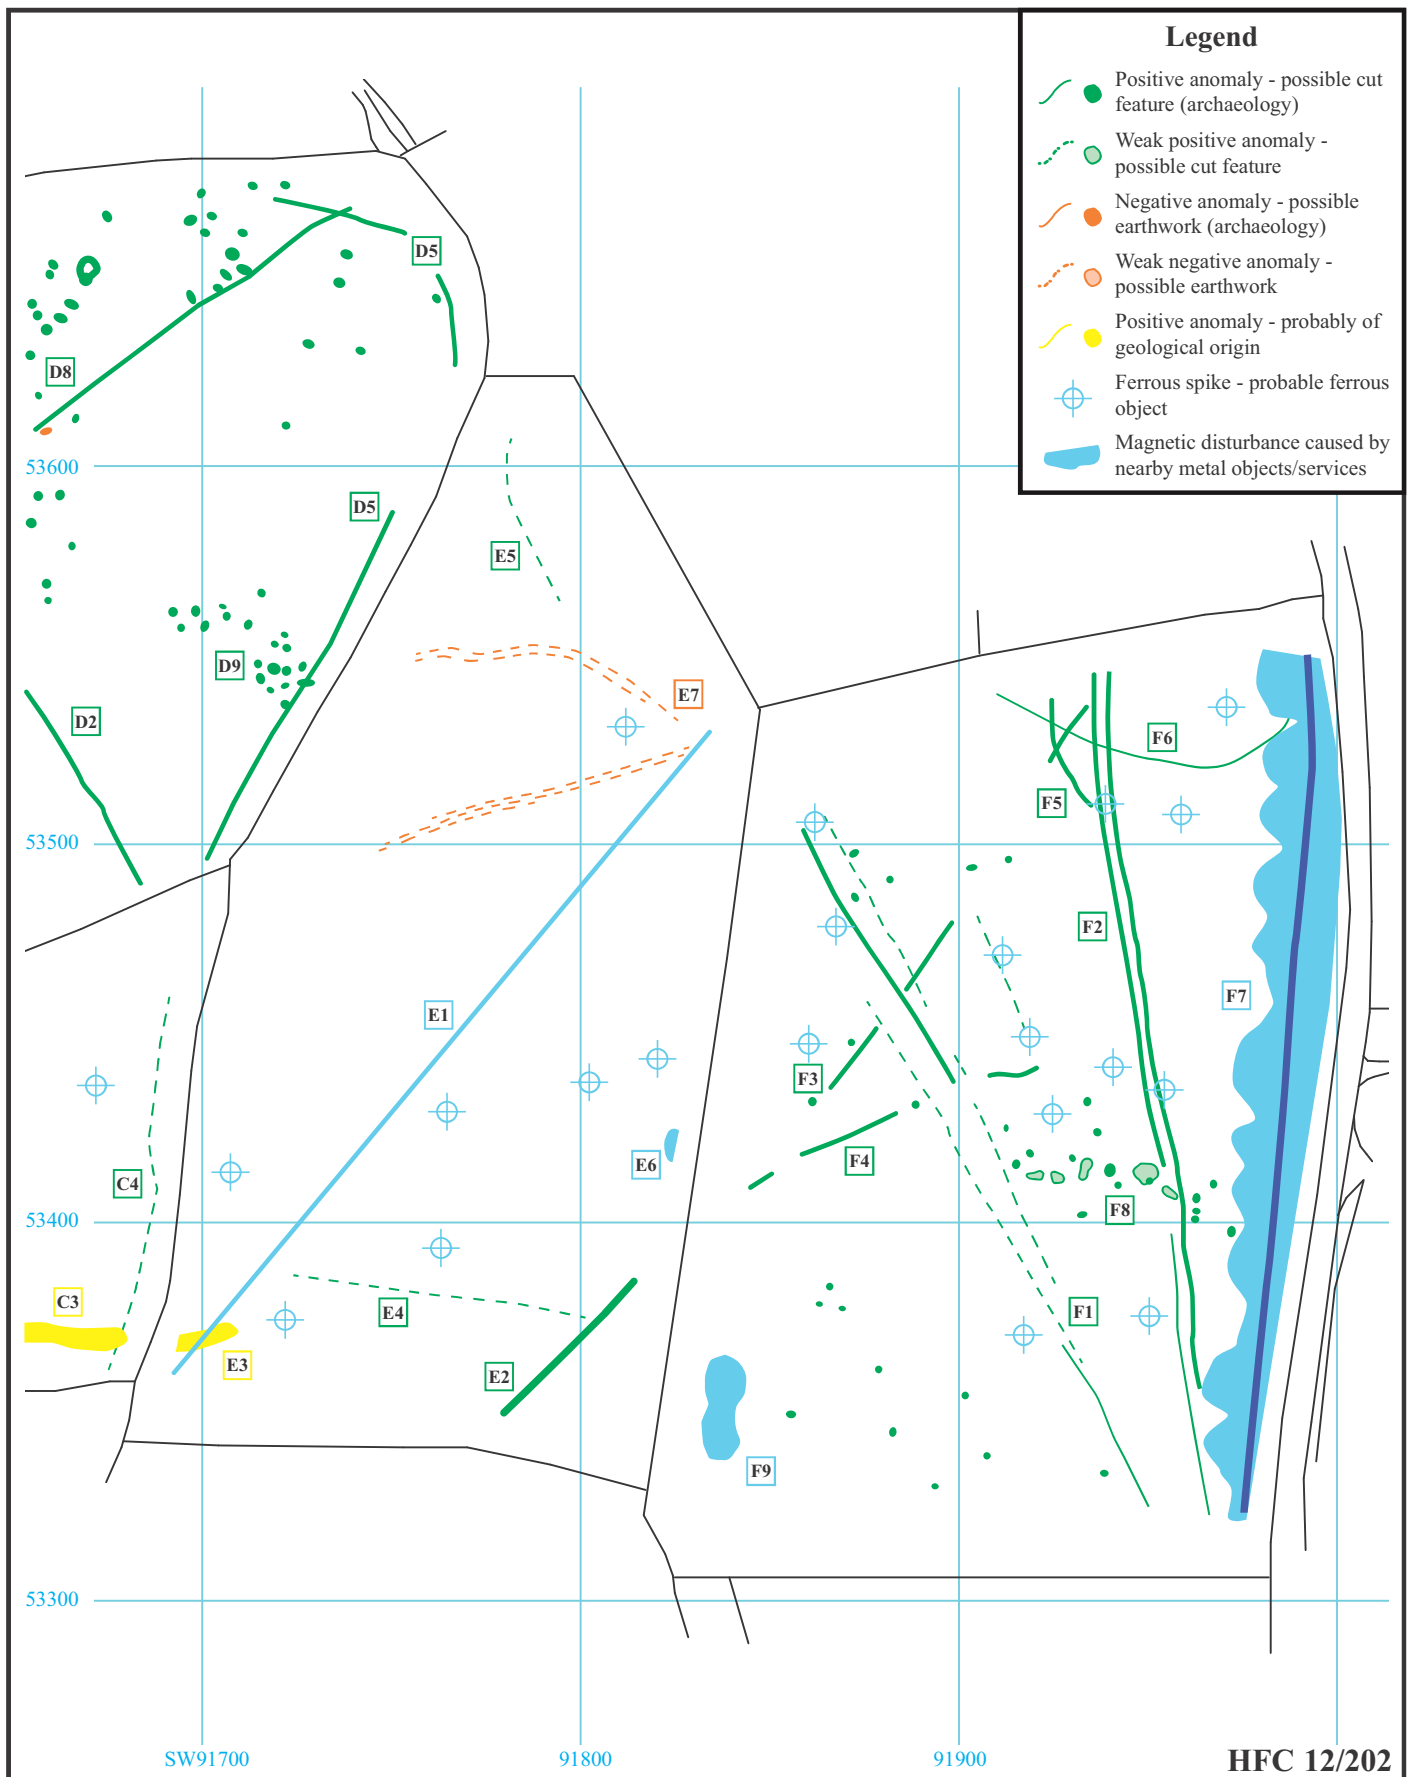 Legend
Positive anomaly - possible cut
feature (archaeology)
Weak positive anomaly -
possible cut feature
Negative anomaly - possible
earthwork (archaeology)
Weak negative anomaly -
possible earthwork
Positive anomaly - probably of
geological origin
Ferrous spike - probable ferrous
object
Magnetic disturbance caused by
nearby metal objects/services
D5
D8
53600
D5
E5
D9
E7
D2
F6
F5
53500
F2
F7
E1
F3
F4
E6
C4
F8
53400
C3
E4
F1
E3
E2
F9
53300
SW91700
91800
91900
HFC 12/202